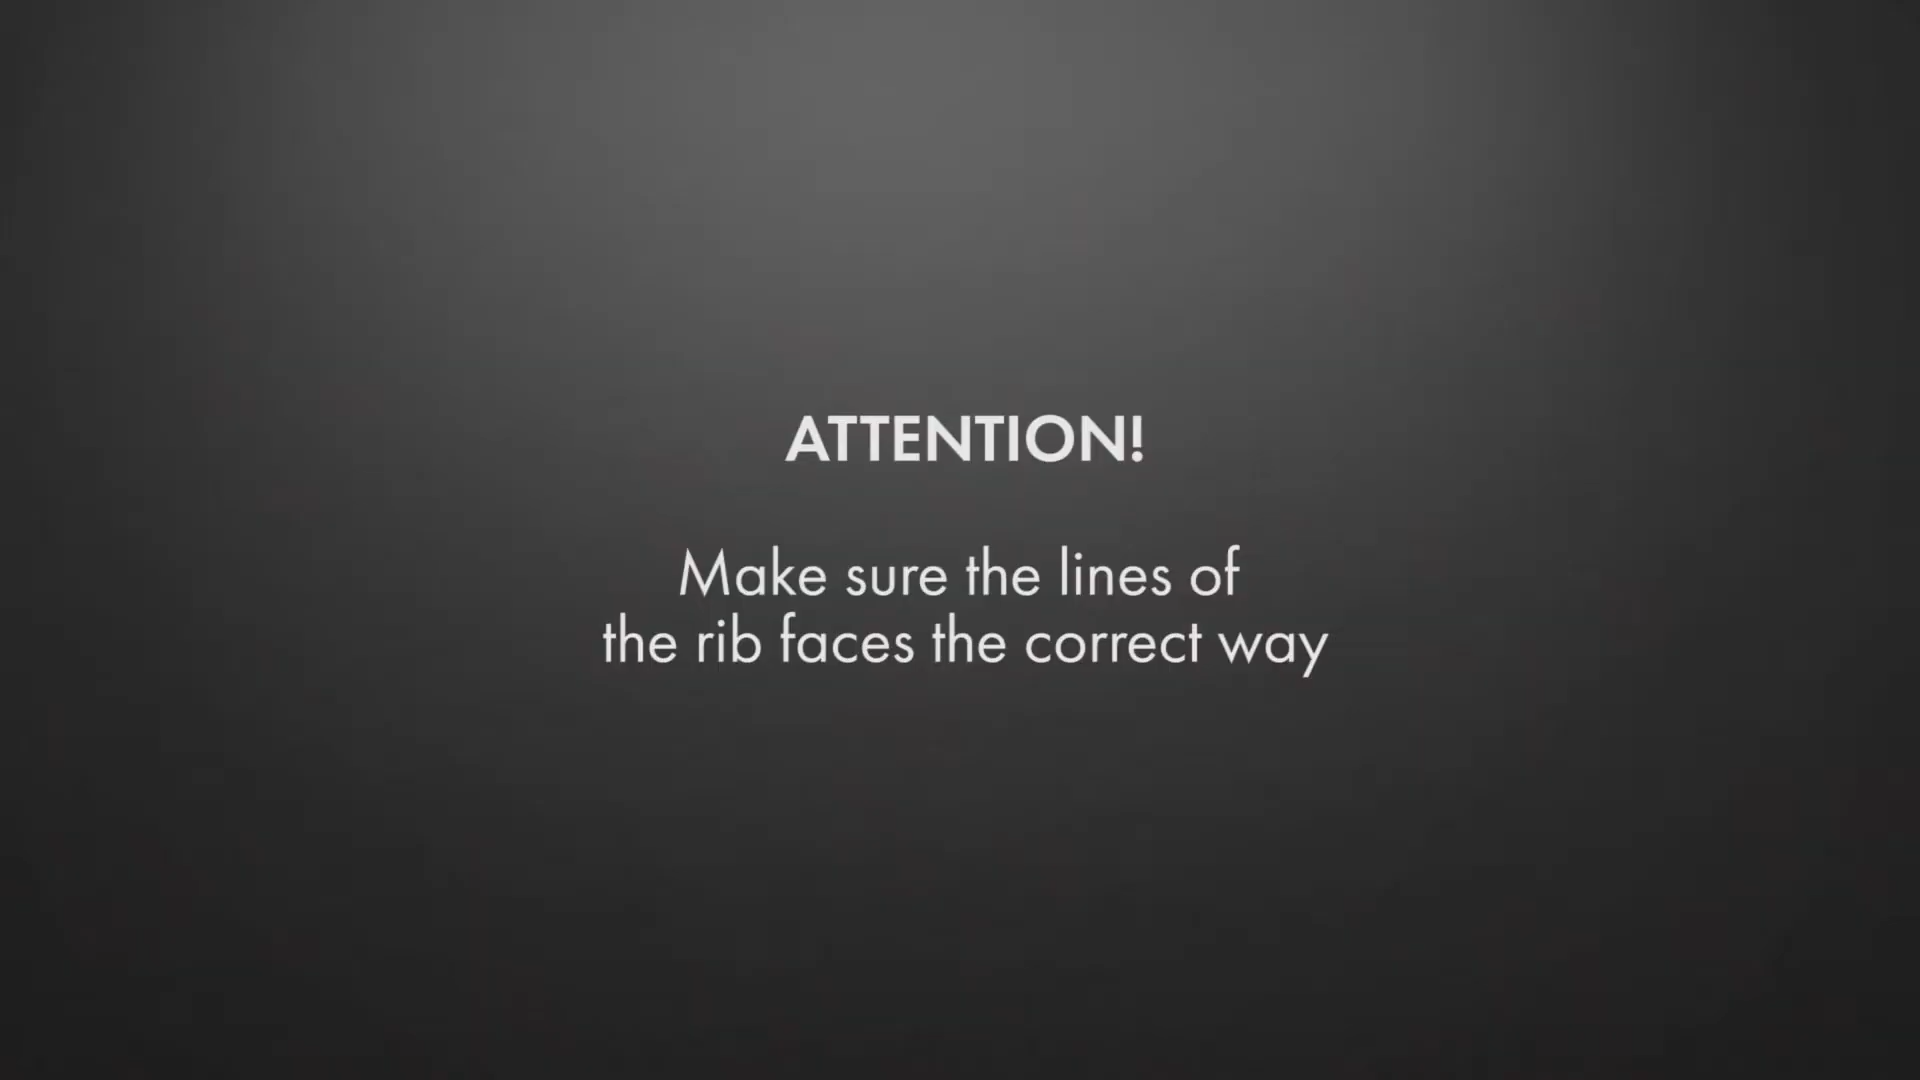 ATTENTION!
Make sure the lines of
the rib faces the correct way